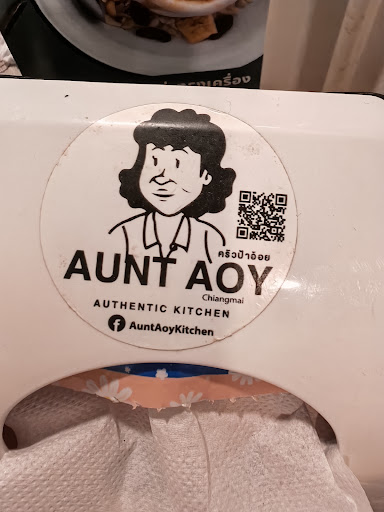 ครัวป้าอ้อย
AUNT AOY
Chiangmai
AUTHENTIC KITCHEN
AuntAoyKitchen